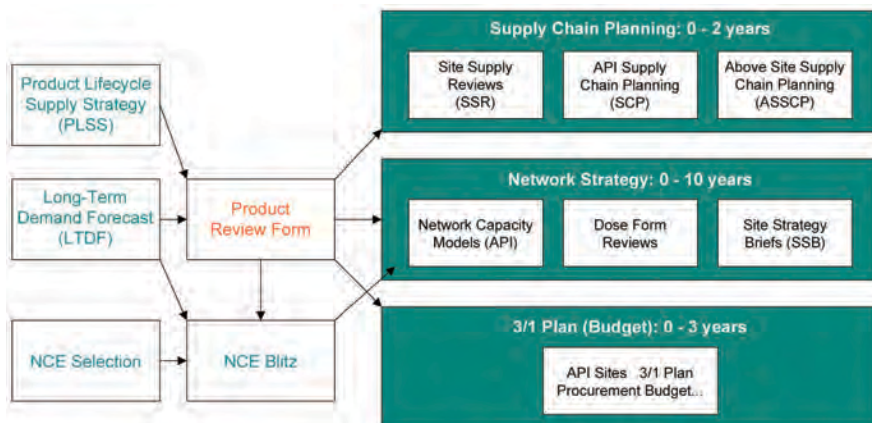 Product Lifecycle
Supply Strategy
(PLSS)
Long-Term
Demand Forecast
(LTDF)
NCE Selection
Product
Review Form
NCE Blitz
Supply Chain Planning: 0 - 2 years
Site Supply
Reviews
(SSR)
API Supply
Chain Planning
(SCP)
Above Site Supply
Chain Planning
(ASSCP)
Network Strategy: 0 - 10 years
Network Capacity
Models (API)
Dose Form
Reviews
Site Strategy
Briefs (SSB)
3/1 Plan (Budget): 0 - 3 years
API Sites 3/1 Plan
Procurement Budget...